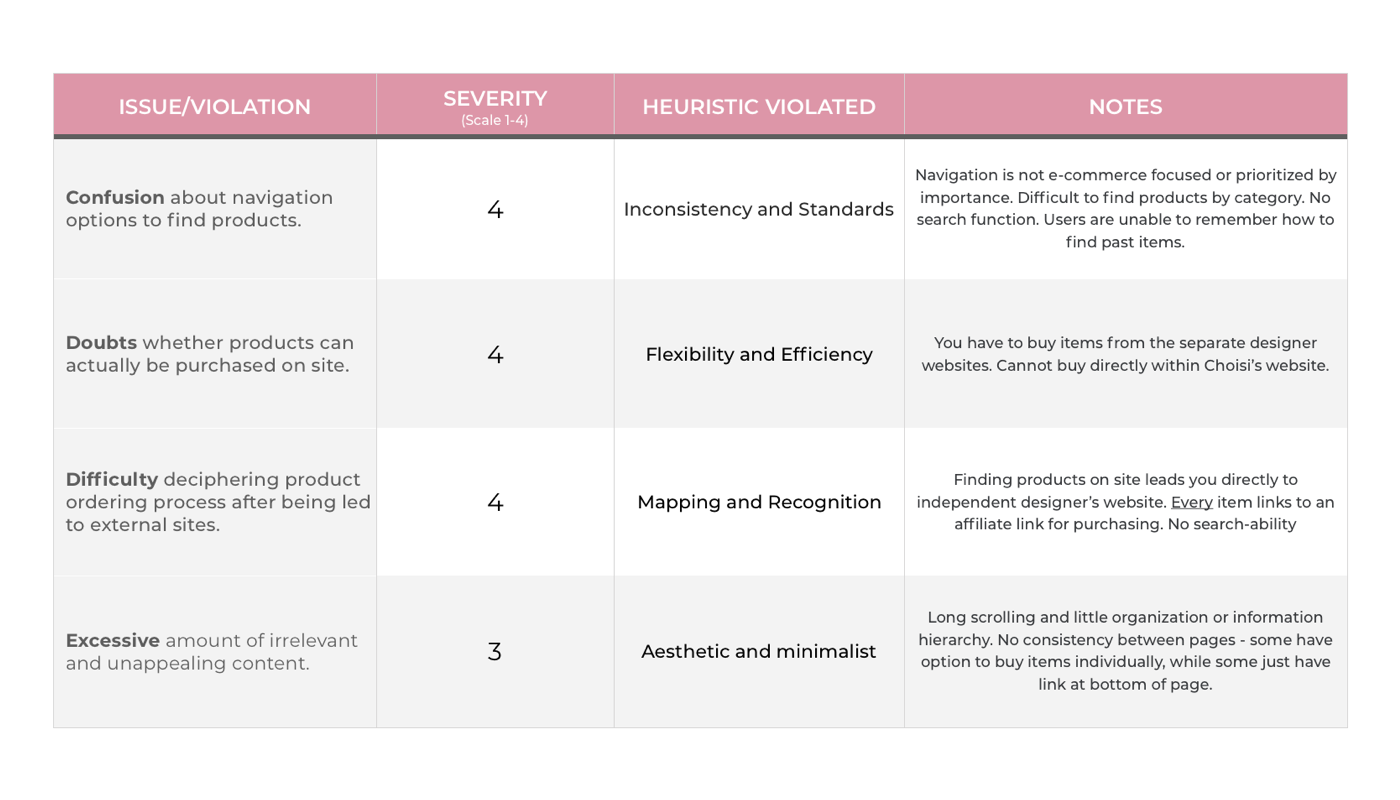 ISSUE/VIOLATION
SEVERITY
(Scale 1-4)
HEURISTIC VIOLATED
NOTES
Confusion about navigation
options to find products.
4
Inconsistency and Standards
Navigation is not e-commerce focused or prioritized by
importance. Difficult to find products by category. No
search function. Users are unable to remember how to
find past items.
Doubts whether products can
actually be purchased on site.
4
Flexibility and Efficiency
You have to buy items from the separate designer
websites. Cannot buy directly within Choisi’s website.
Difficulty deciphering product
ordering process after being led
to external sites.
4
Mapping and Recognition
Finding products on site leads you directly to
independent designer’s website. Every item links to an
affiliate link for purchasing. No search-ability
Excessive amount of irrelevant
and unappealing content.
3
Aesthetic and minimalist
Long scrolling and little organization or information
hierarchy. No consistency between pages - some have
option to buy items individually, while some just have
link at bottom of page.